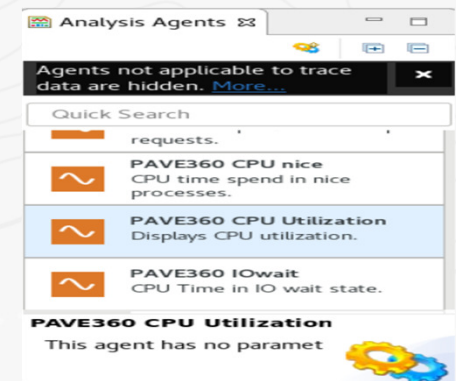 Analysis Agents
Agents not applicable to trace
data are hidden. More...
Quick Search
requests.
PAVE360 CPU nice
CPU time spend in nice
processes.
PAVE360 CPU Utilization
Displays CPU utilization.
PAVE360 IOwait
CPU Time in IO wait state.
PAVE360 CPU Utilization
This agent has no paramet